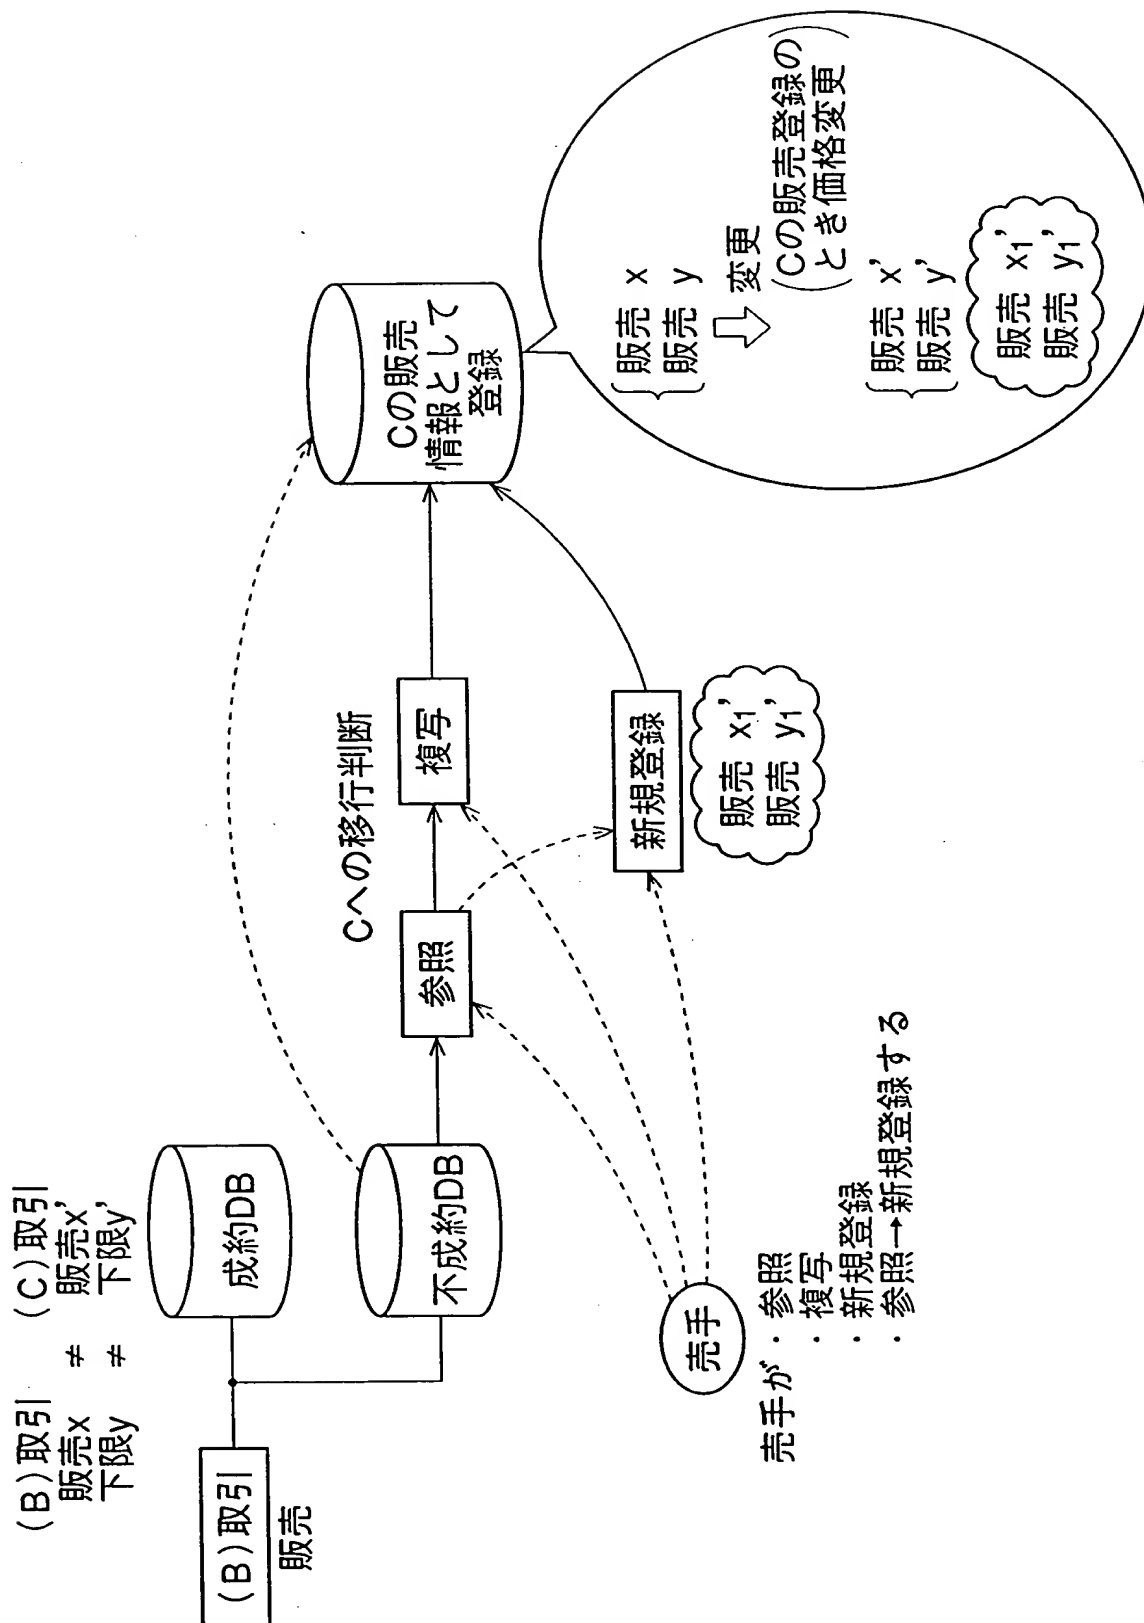 (B)取引 (C)取引
販売x ≠ 販売x'
下限y ≠ 下限y'
(B)取引
販売
成約DB
不成約DB
参照
Cへの移行判断
複写
新規登録
販売 x1'
販売 y1'
Cの販売
情報として
登録
販売 x
販売 y
変更
(Cの販売登録の
とき価格変更)
販売 x'
販売 y'
販売 x1'
販売 y1'
売手
売手が・参照
・複写
・新規登録
・参照→新規登録する